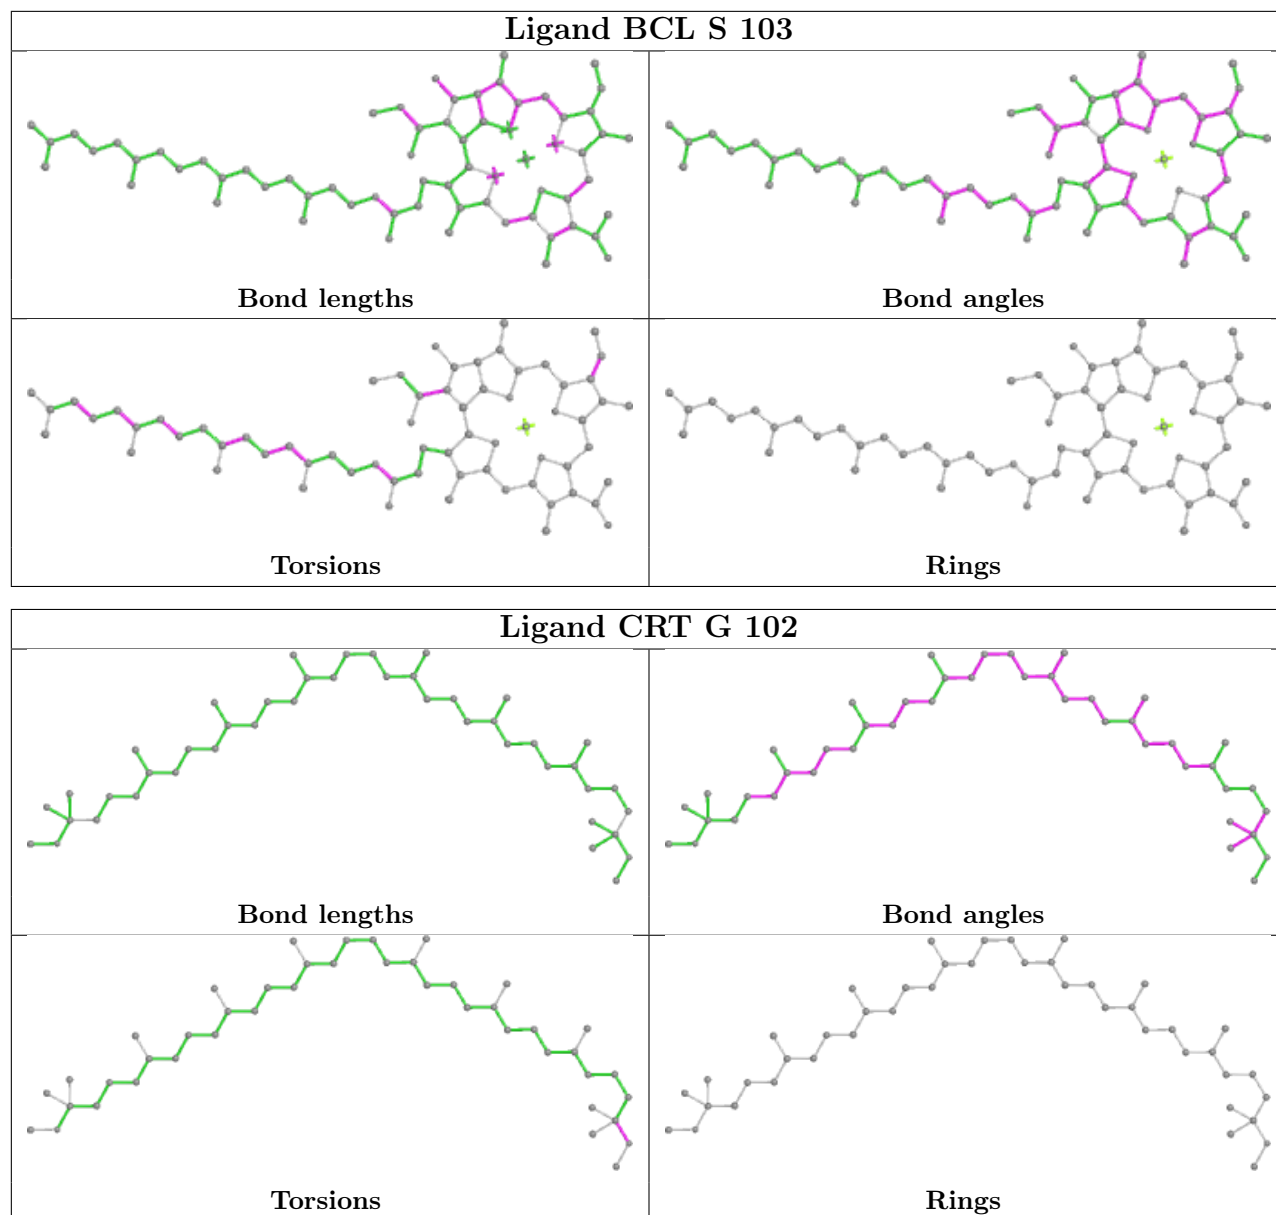 Ligand BCL S 103
Bond lengths
Bond angles
Torsions
Rings
Ligand CRT G 102
Bond lengths
Bond angles
Torsions
Rings